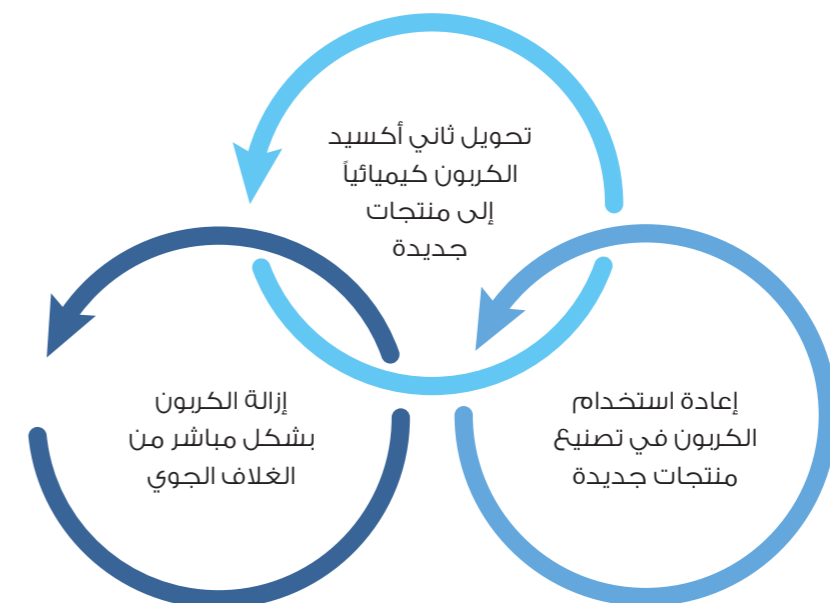 تحويل ثاني أكسيد
الكربون كيميائياً
إلى منتجات
جديدة
إعادة استخدام
الكربون في تصنيع
منتجات جديدة
إزالة الكربون
بشكل مباشر من
الغلاف الجوي